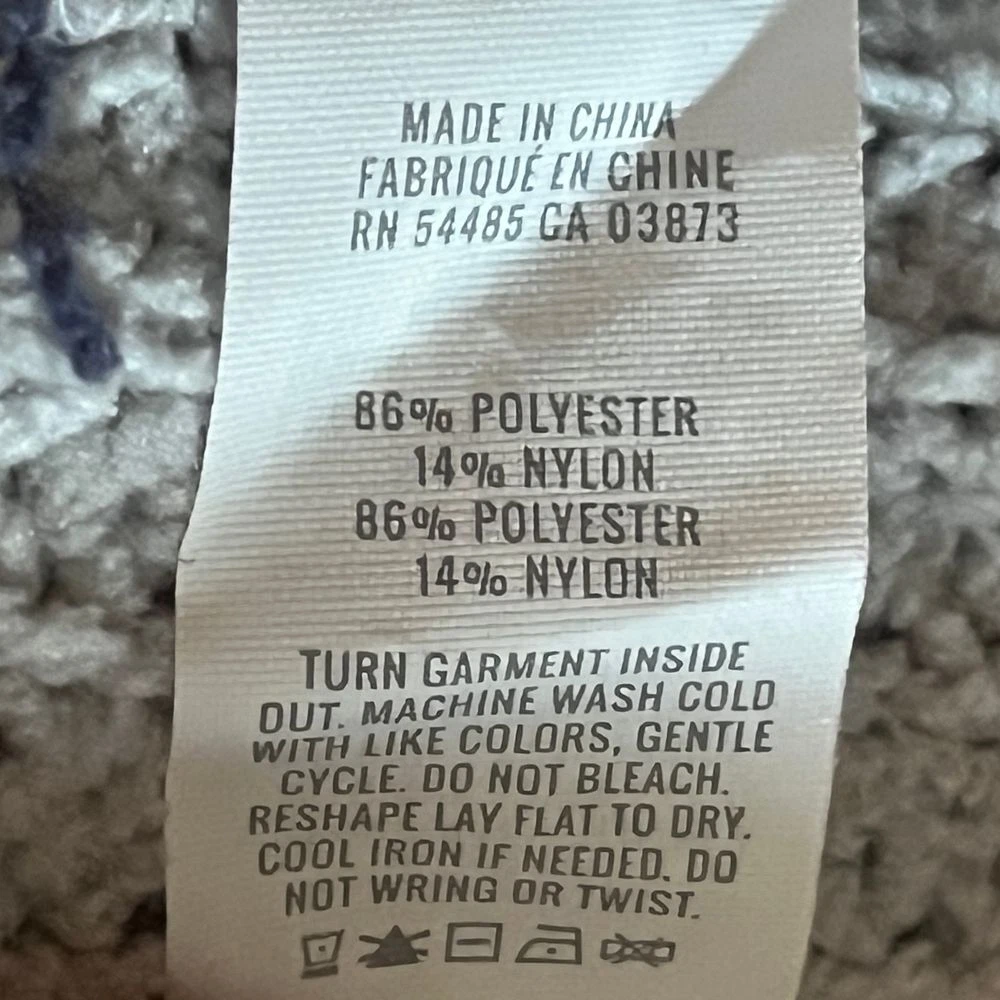 MADE IN CHINA
FABRIQUÉ EN CHINE
RN 54485 CA 03873
86% POLYESTER
14% NYLON
86% POLYESTER
14% NYLON
TURN GARMENT INSIDE
OUT. MACHINE WASH COLD
WITH LIKE COLORS, GENTLE
CYCLE. DO NOT BLEACH.
RESHAPE LAY FLAT TO DRY.
COOL IRON IF NEEDED. DO
NOT WRING OR TWIST.